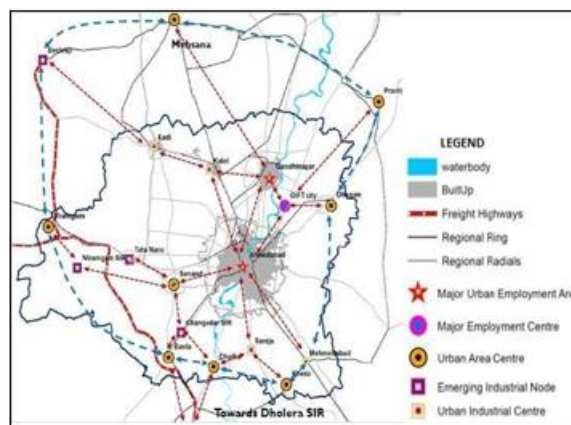 Mehsana
Prantij
Kadi
Kalol
Gandhinagar
GIFT city
Dehgam
Viramgam SIR
Tata Nano
Sanand
Ahmedabad
Changodar SIR
Bareja
Mehmedabad
Bavla
Dholka
Kheda
Towards Dholera SIR
LEGEND
waterbody
BuiltUp
Freight Highways
Regional Ring
Regional Radials
Major Urban Employment Are
Major Employment Centre
Urban Area Centre
Emerging Industrial Node
Urban Industrial Centre